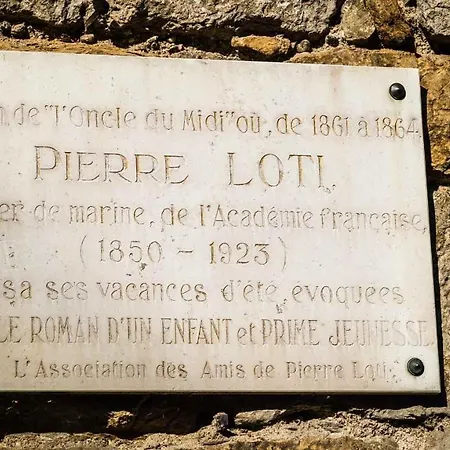 de "l'Oncle du Midi" où, de 1861 à 1864,
PIERRE LOTI,
de marine, de l'Académie française,
(1850 - 1923)
sa ses vacances d'été, évoquées
LE ROMAN D'UN ENFANT et PRIME JEUNESSE.
L'Association des Amis de Pierre Loti.